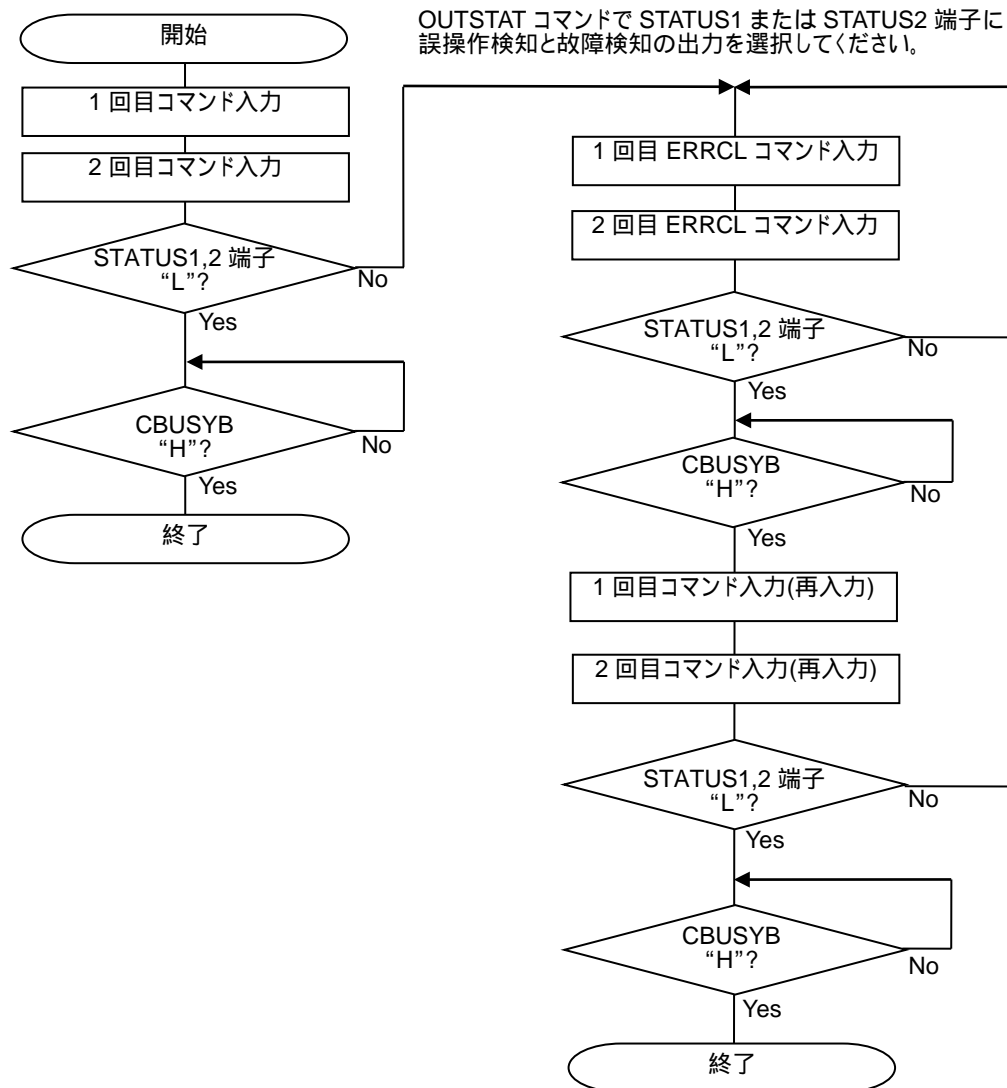 OUTSTAT コマンドで STATUS1 または STATUS2 端子に
誤操作検知と故障検知の出力を選択してください。
開始
1 回目コマンド入力
2 回目コマンド入力
STATUS1,2 端子
“L”?
No
Yes
CBUSYB
“H”?
No
Yes
終了
1 回目 ERRCL コマンド入力
2 回目 ERRCL コマンド入力
STATUS1,2 端子
“L”?
No
Yes
CBUSYB
“H”?
No
Yes
1 回目コマンド入力(再入力)
2 回目コマンド入力(再入力)
STATUS1,2 端子
“L”?
No
Yes
CBUSYB
“H”?
No
Yes
終了